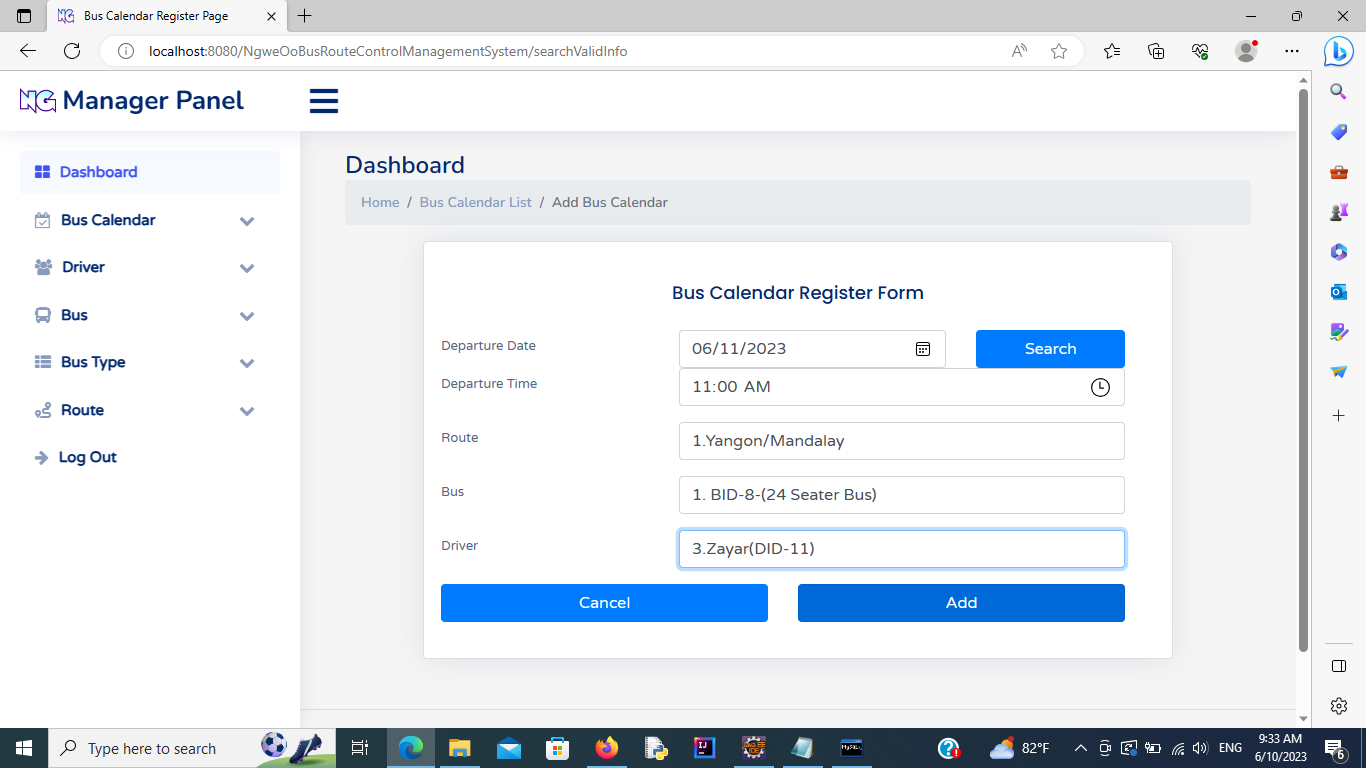 Bus Calendar Register Page
localhost:8080/NgweOoBusRouteControlManagementSystem/searchValidInfo
NG Manager Panel
Dashboard
Bus Calendar
Driver
Bus
Bus Type
Route
Log Out
Dashboard
Home / Bus Calendar List / Add Bus Calendar
Bus Calendar Register Form
Departure Date 06/11/2023 Search
Departure Time 11:00 AM
Route 1.Yangon/Mandalay
Bus 1. BID-8-(24 Seater Bus)
Driver 3.Zayar(DID-11)
Cancel Add
Type here to search
82°F
ENG
9:33 AM
6/10/2023
6